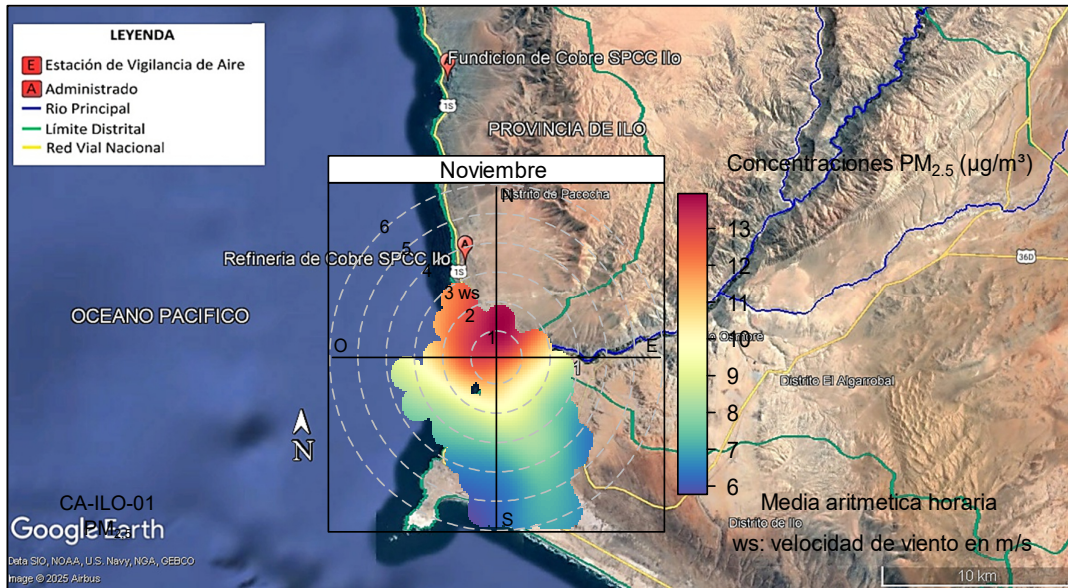 LEYENDA
E Estación de Vigilancia de Aire
A Administrado
Rio Principal
Límite Distrital
Red Vial Nacional
Fundicion de Cobre SPCC Ilo
1S
PROVINCIA DE ILO
Noviembre
Concentraciones PM2.5 (µg/m³)
N
Distrito de Pacocha
6
5
4
3 ws
2
1
A
Refineria de Cobre SPCC Ilo
1S
36D
OCEANO PACIFICO
O
E
1
S
13
12
11
10
9
8
7
6
Distrito El Algarrobal
N
CA-ILO-01
PM2.5
Google Earth
Data SIO, NOAA, U.S. Navy, NGA, GEBCO
Image © 2025 Airbus
Media aritmetica horaria
Distrito de Ilo
ws: velocidad de viento en m/s
10 km